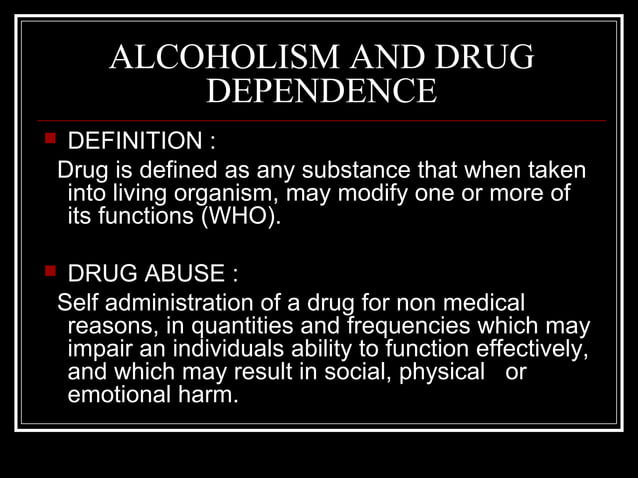 ALCOHOLISM AND DRUG
DEPENDENCE
DEFINITION :
Drug is defined as any substance that when taken
into living organism, may modify one or more of
its functions (WHO).
DRUG ABUSE :
Self administration of a drug for non medical
reasons, in quantities and frequencies which may
impair an individuals ability to function effectively,
and which may result in social, physical   or
emotional harm.